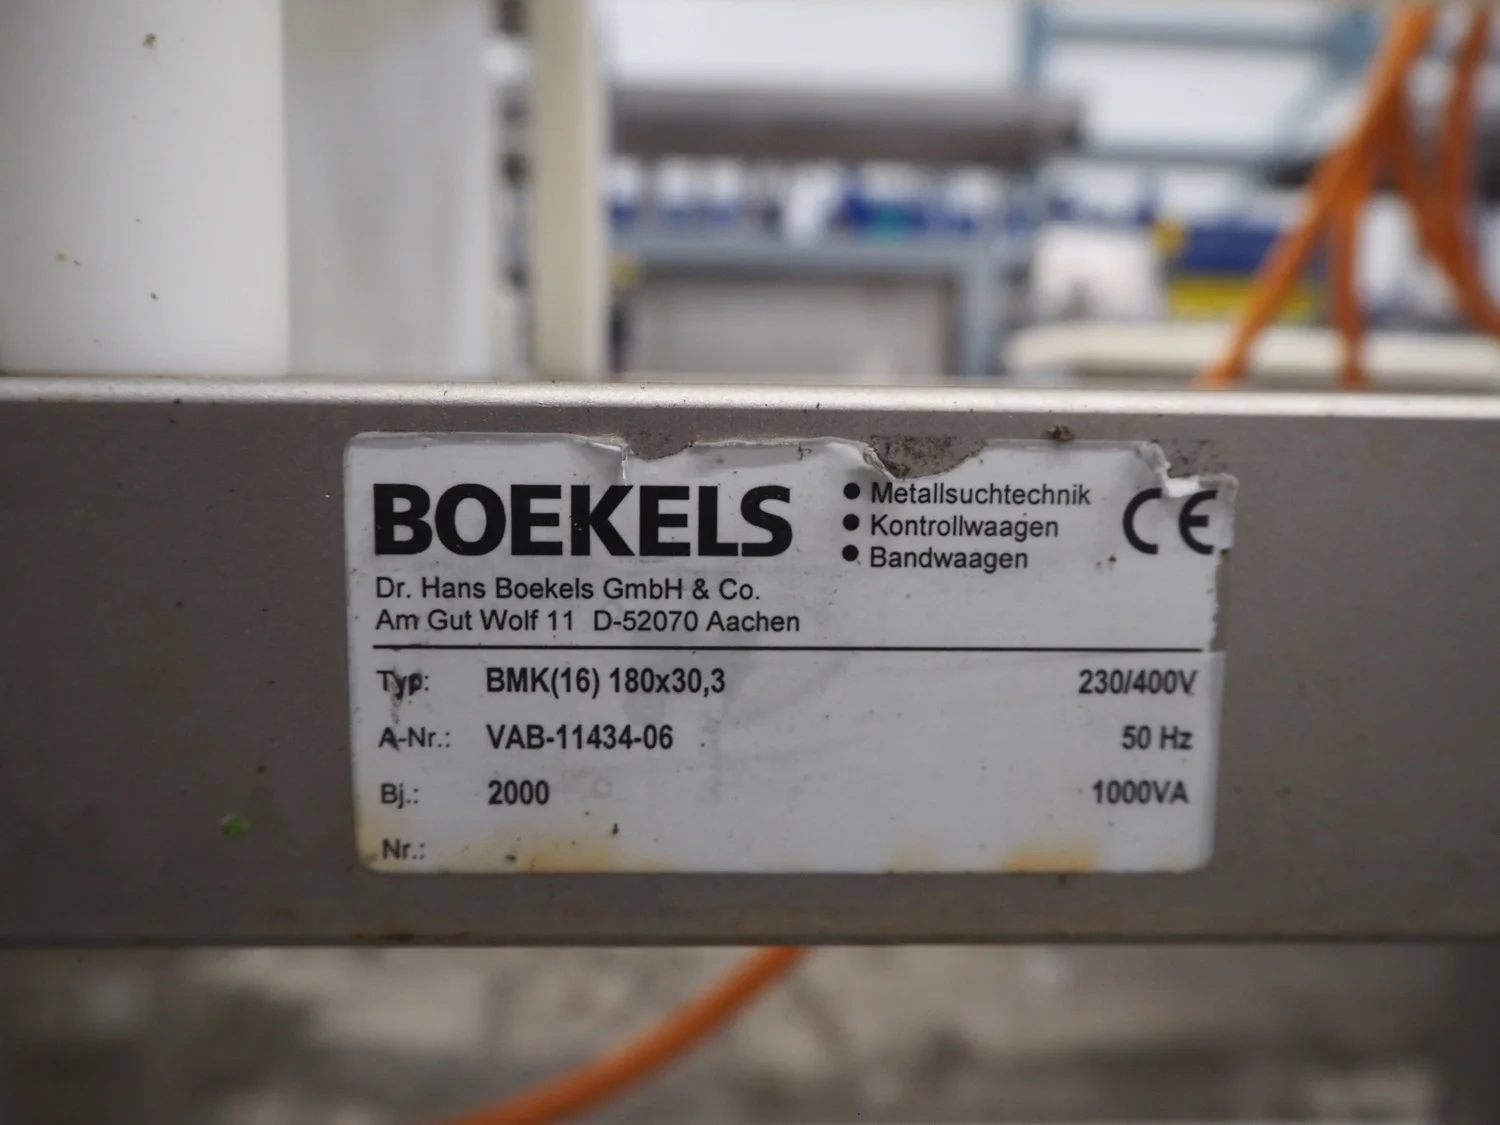 BOEKELS
• Metallsuchtechnik
• Kontrollwaagen
• Bandwaagen
CE
Dr. Hans Boekels GmbH & Co.
Am Gut Wolf 11 D-52070 Aachen
Typ: BMK(16) 180x30,3 230/400V
A-Nr.: VAB-11434-06 50 Hz
Bj.: 2000 1000VA
Nr.: